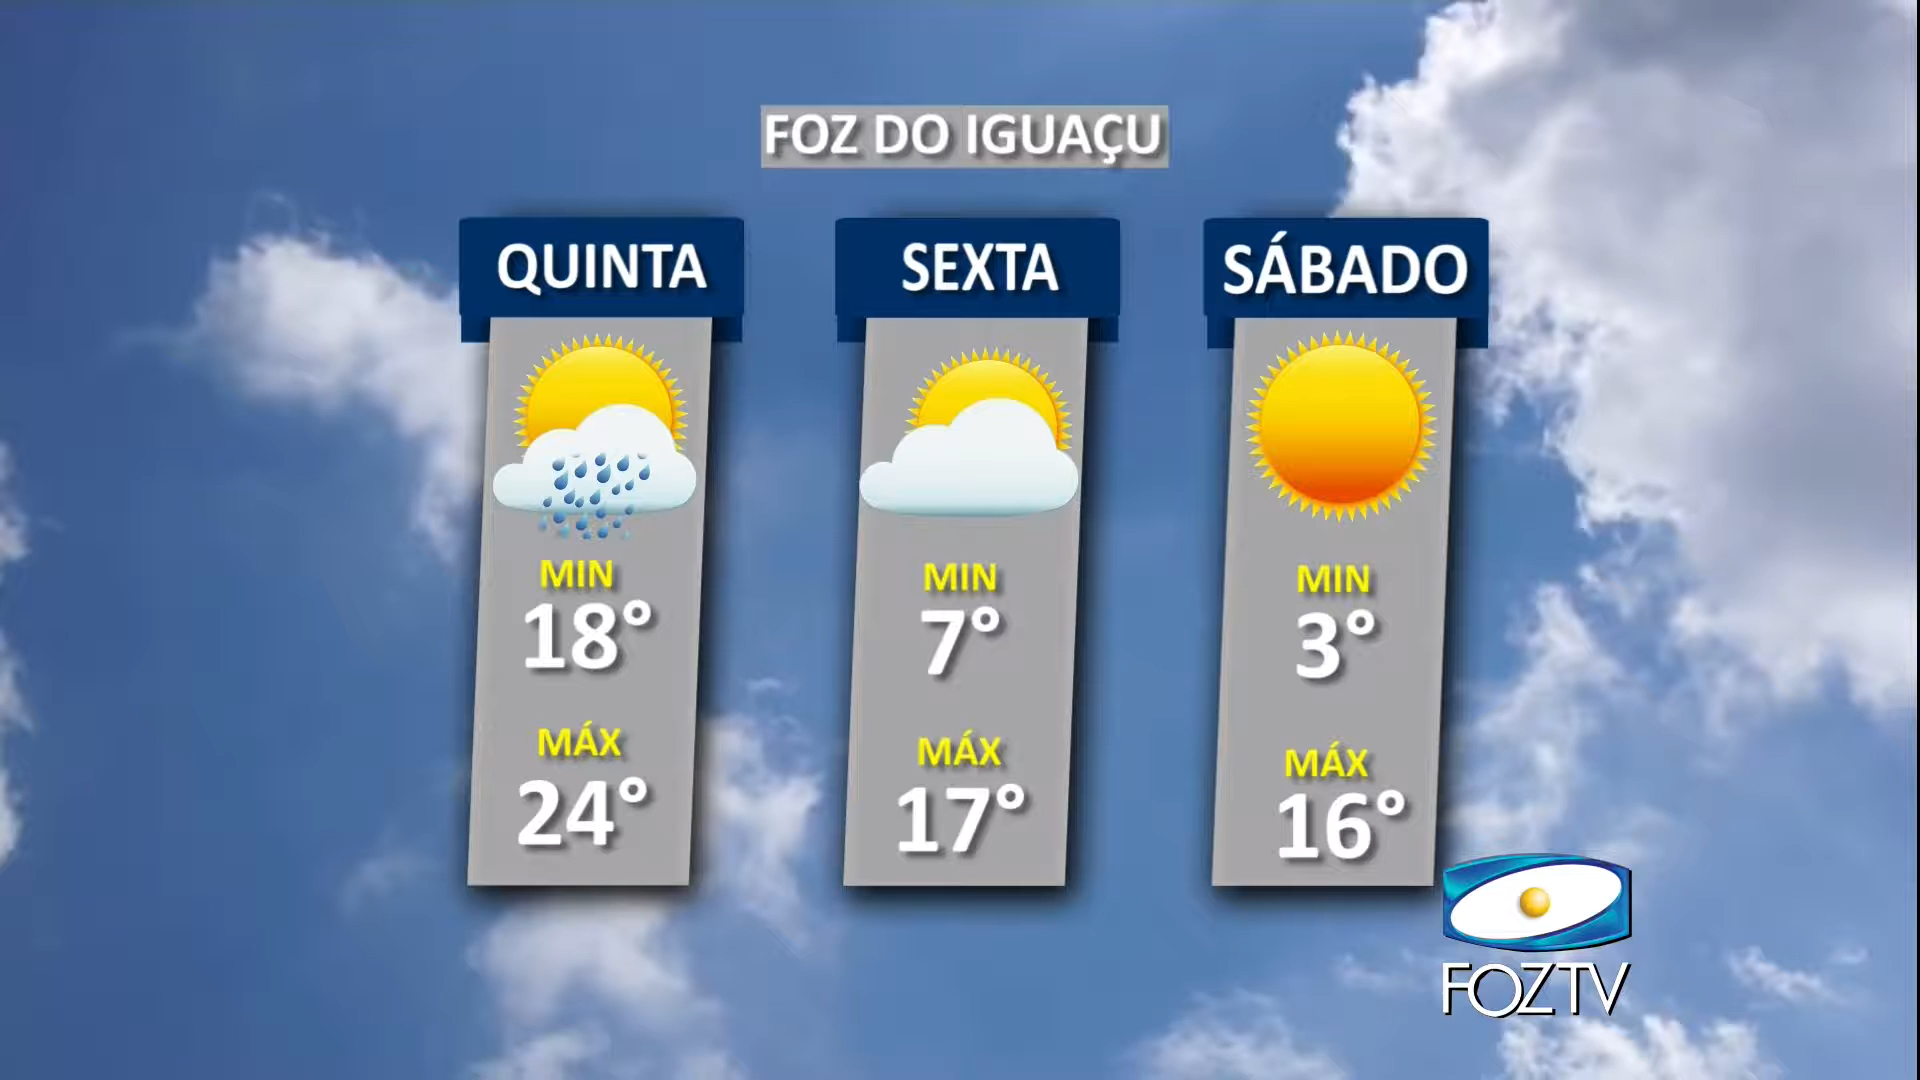 FOZ DO IGUAÇU
QUINTA
MIN
18°
MÁX
24°
SEXTA
MIN
7°
MÁX
17°
SÁBADO
MIN
3°
MÁX
16°
FOZTV